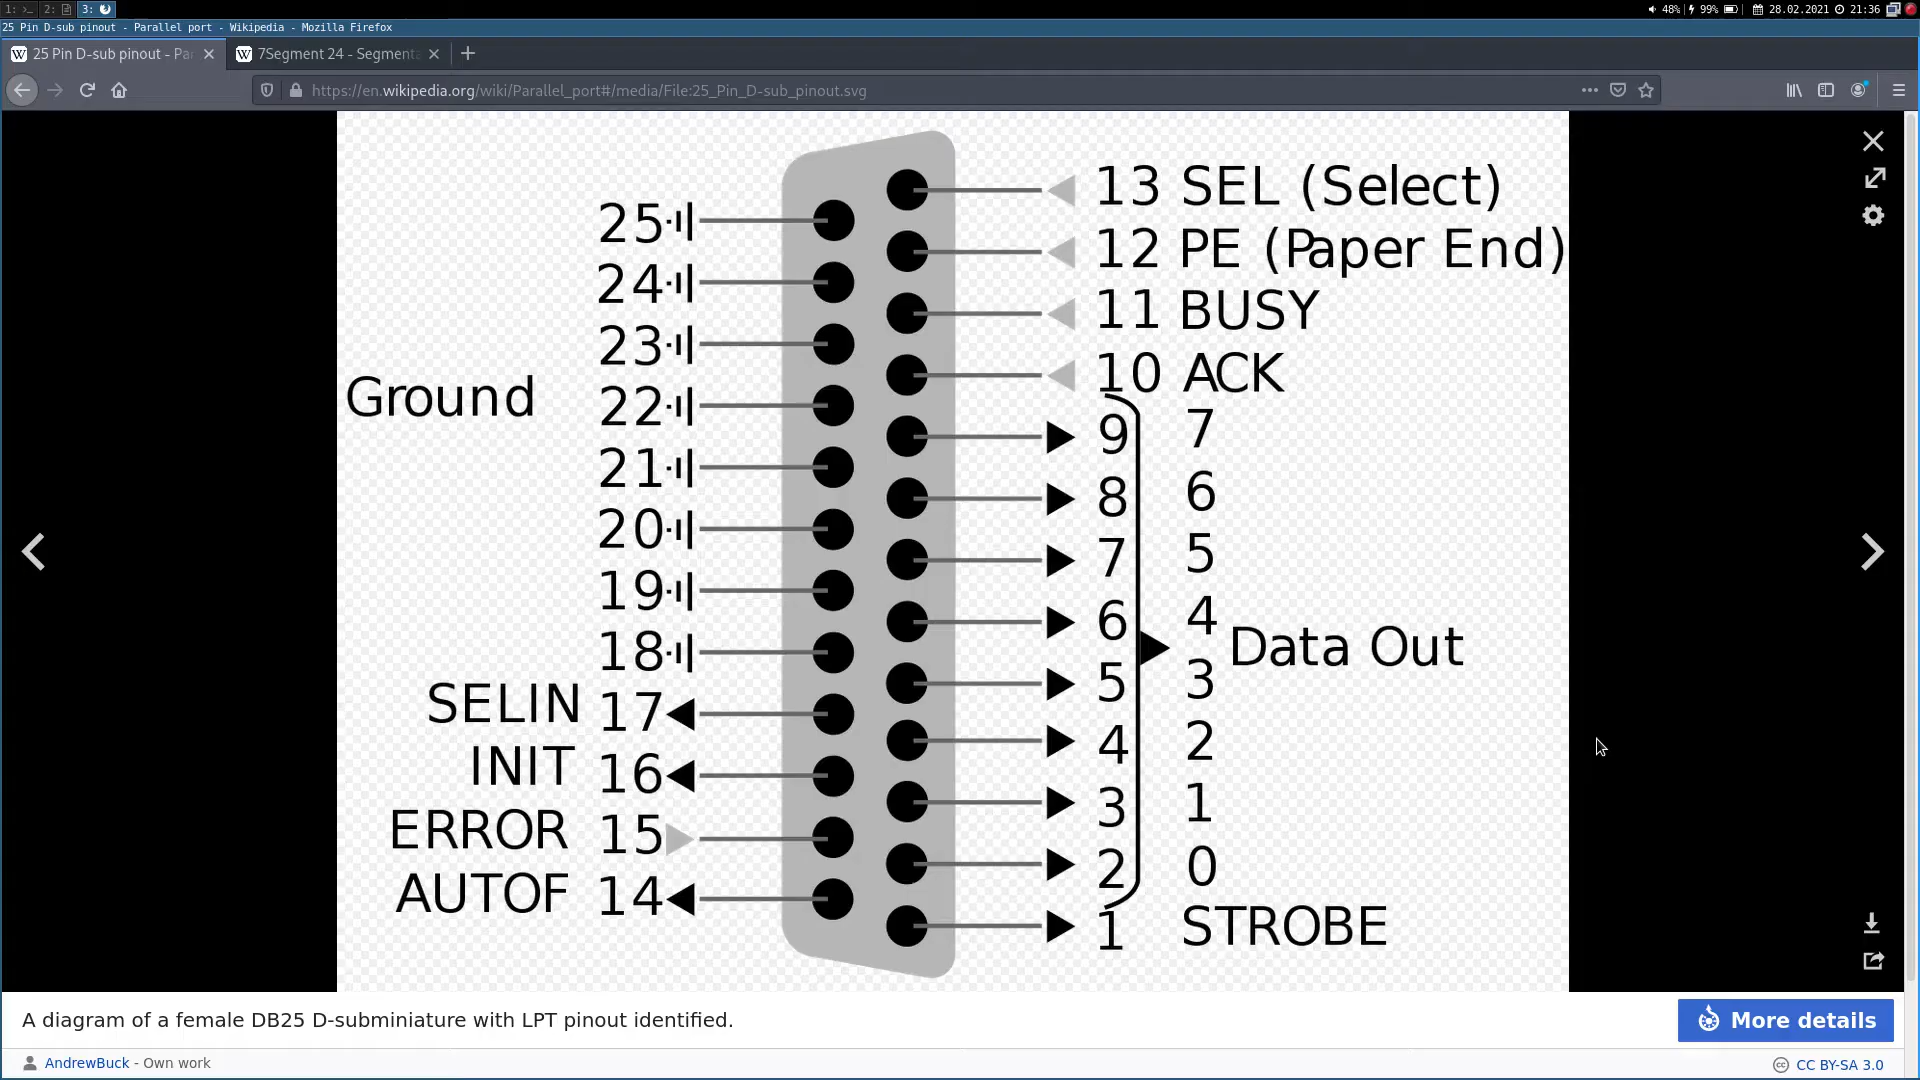 1: >_ 2: 3:
48% 99% 28.02.2021 21:36
25 Pin D-sub pinout - Parallel port - Wikipedia - Mozilla Firefox
25 Pin D-sub pinout - Pa
7Segment 24 - Segmenta
https://en.wikipedia.org/wiki/Parallel_port#/media/File:25_Pin_D-sub_pinout.svg
13 SEL (Select)
25
12 PE (Paper End)
24
11 BUSY
23
10 ACK
Ground
22
9 7
21
8 6
20
7 5
19
6 4
Data Out
18
5 3
SELIN 17
4 2
INIT 16
3 1
ERROR 15
2 0
AUTOF 14
1 STROBE
A diagram of a female DB25 D-subminiature with LPT pinout identified.
More details
AndrewBuck - Own work
CC BY-SA 3.0